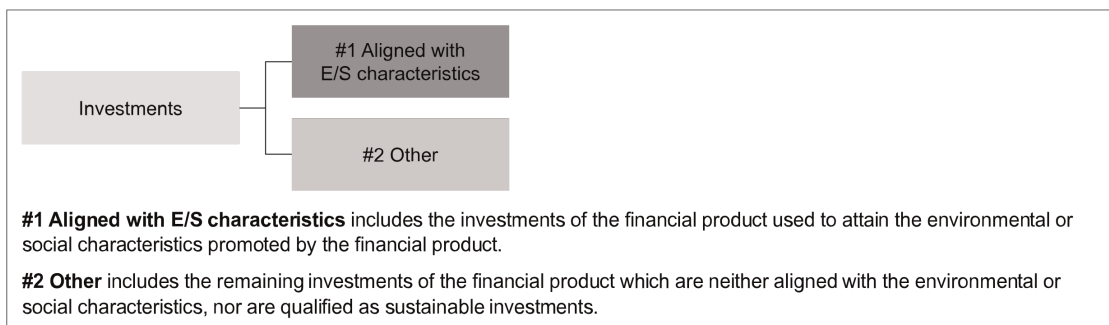 #1 Aligned with
E/S characteristics
Investments
#2 Other
#1 Aligned with E/S characteristics includes the investments of the financial product used to attain the environmental or
social characteristics promoted by the financial product.
#2 Other includes the remaining investments of the financial product which are neither aligned with the environmental or
social characteristics, nor are qualified as sustainable investments.